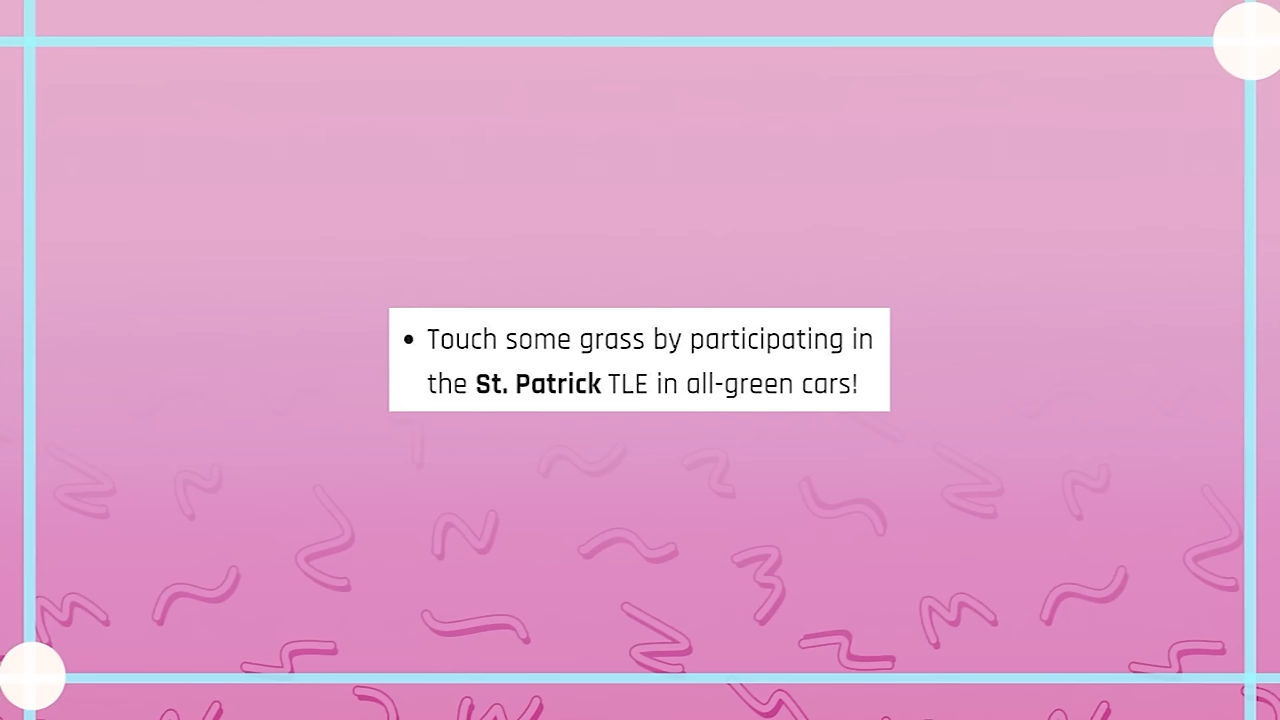 • Touch some grass by participating in
the St. Patrick TLE in all-green cars!